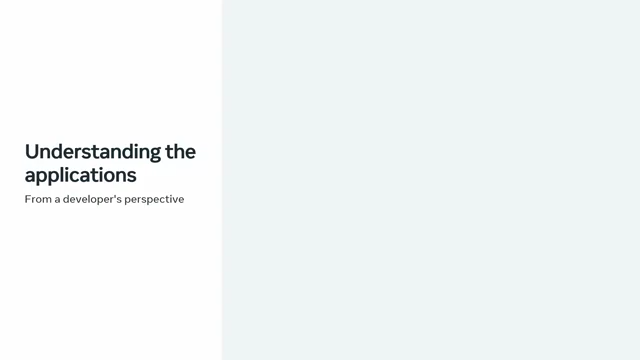 Understanding the
applications
From a developer's perspective